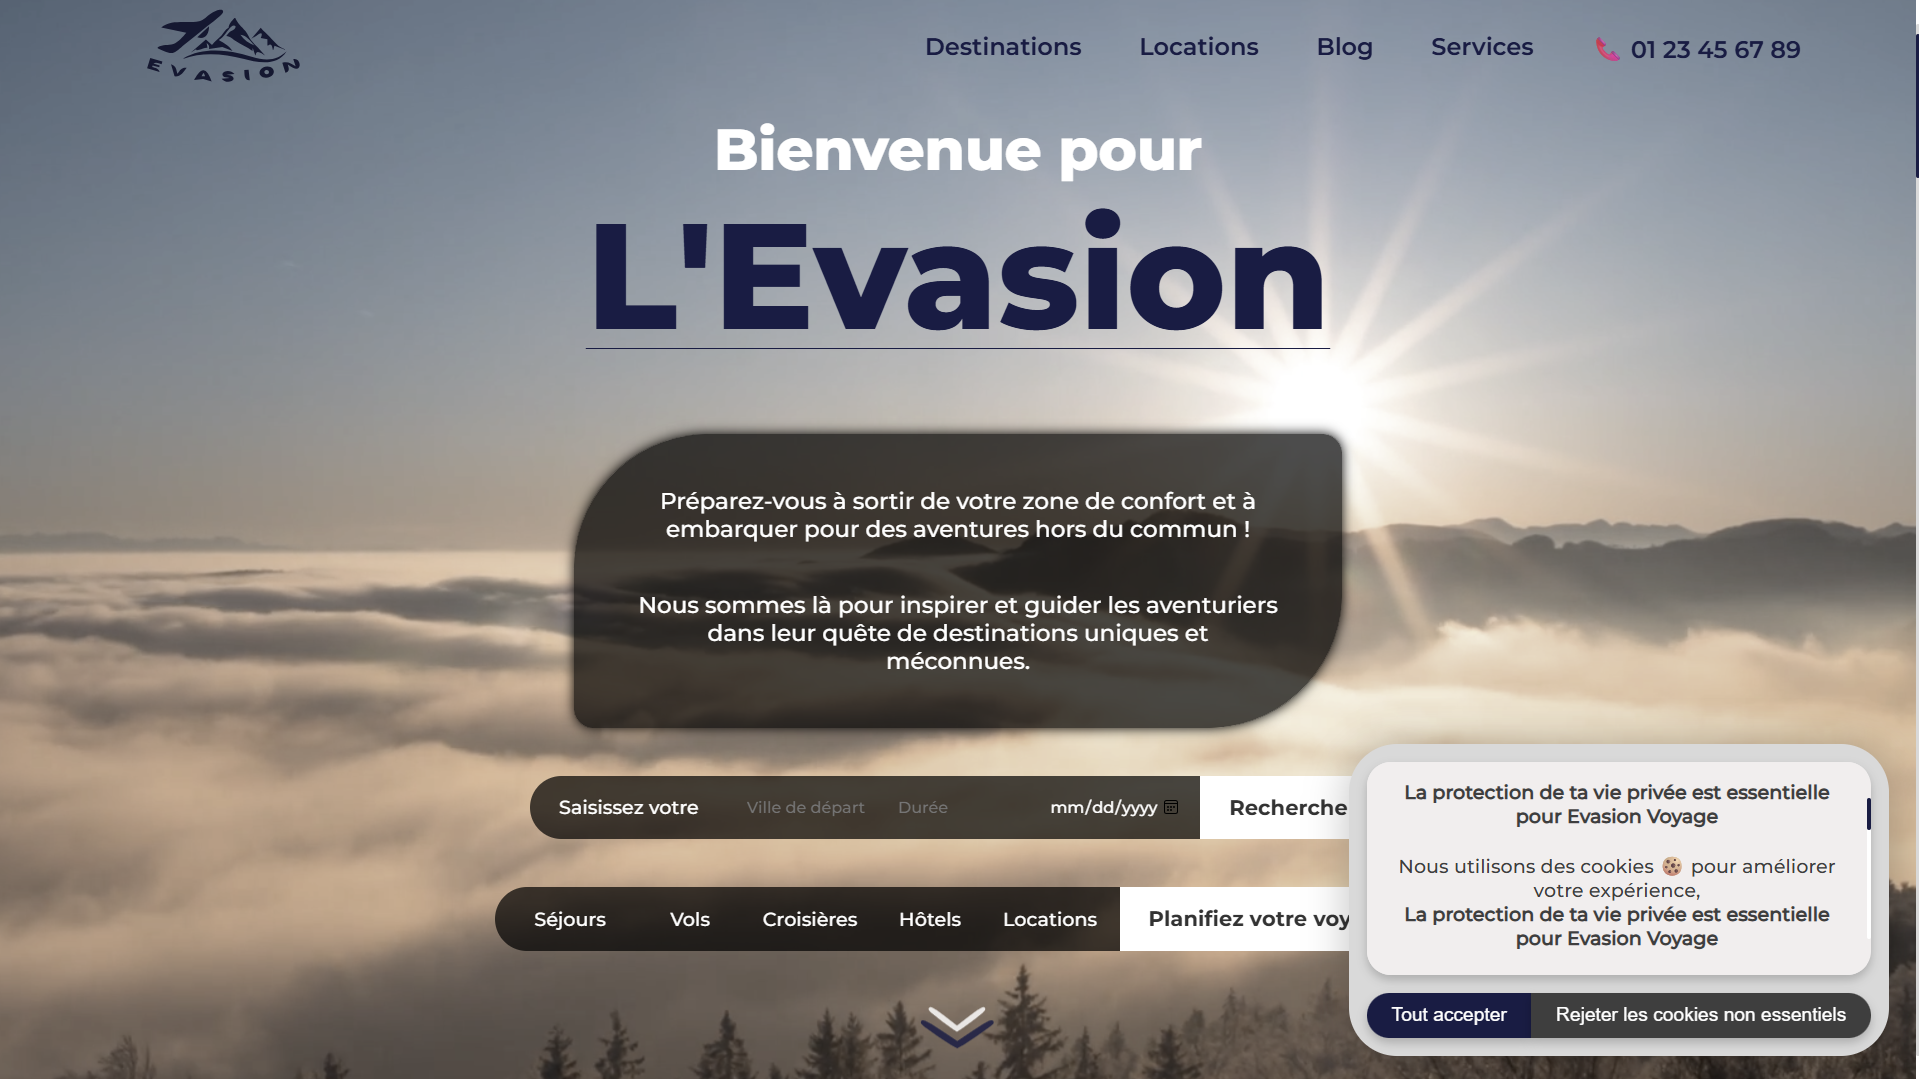 EVASION
Destinations
Locations
Blog
Services
01 23 45 67 89
Bienvenue pour
L'Evasion
Préparez-vous à sortir de votre zone de confort et à
embarquer pour des aventures hors du commun !
Nous sommes là pour inspirer et guider les aventuriers
dans leur quête de destinations uniques et
méconnues.
Saisissez votre
Ville de départ
Durée
mm/dd/yyyy
Recherche
Séjours
Vols
Croisières
Hôtels
Locations
Planifiez votre voy
La protection de ta vie privée est essentielle
pour Evasion Voyage
Nous utilisons des cookies 🍪 pour améliorer
votre expérience,
La protection de ta vie privée est essentielle
pour Evasion Voyage
Tout accepter
Rejeter les cookies non essentiels